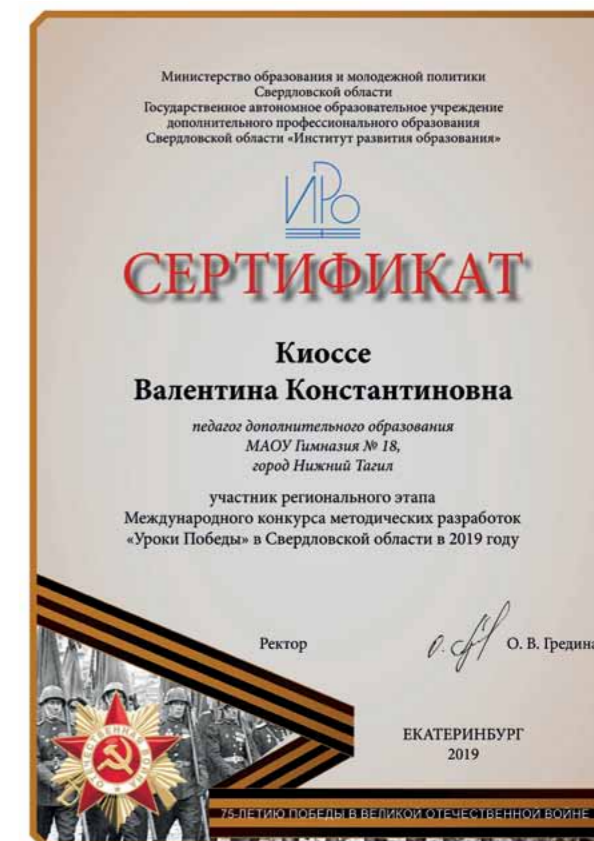 Министерство образования и молодежной политики
Свердловской области
Государственное автономное образовательное учреждение
дополнительного профессионального образования
Свердловской области «Институт развития образования»
ИРО
СЕРТИФИКАТ
Киоссе
Валентина Константиновна
педагог дополнительного образования
МАОУ Гимназия № 18,
город Нижний Тагил
участник регионального этапа
Международного конкурса методических разработок
«Уроки Победы» в Свердловской области в 2019 году
Ректор
О. В. Гредина
ЕКАТЕРИНБУРГ
2019
ОТЕЧЕСТВЕННАЯ ВОЙНА
75-ЛЕТИЮ ПОБЕДЫ В ВЕЛИКОЙ ОТЕЧЕСТВЕННОЙ ВОЙНЕ